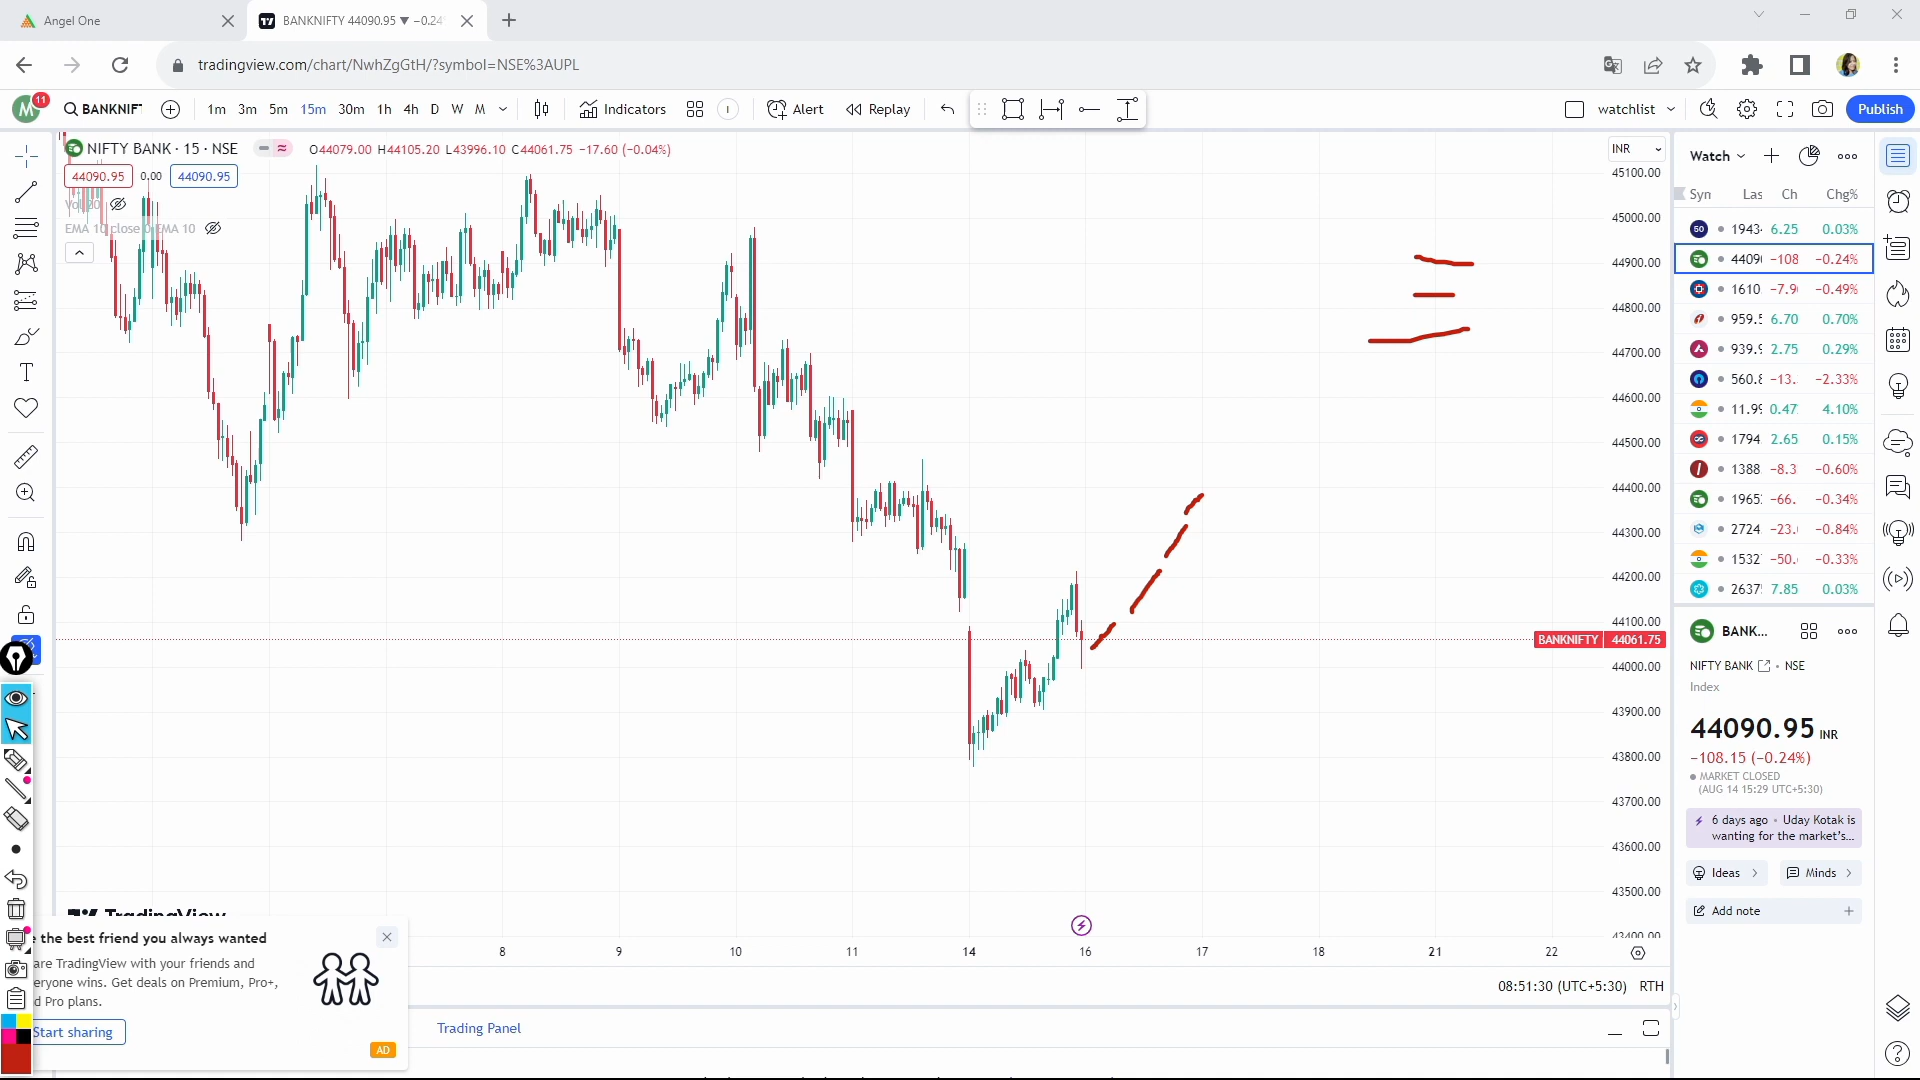 Angel One
BANKNIFTY 44090.95 ▼ −0.24
tradingview.com/chart/NwhZgGtH/?symbol=NSE%3AUPL
M 11 BANKNIF 1m 3m 5m 15m 30m 1h 4h D W M Indicators Alert Replay watchlist Publish
NIFTY BANK · 15 · NSE O44079.00 H44105.20 L43996.10 C44061.75 −17.60 (−0.04%)
INR
44090.95 0.00 44090.95
Vol 20
EMA 10 close 0 EMA 10
45100.00
45000.00
44900.00
44800.00
44700.00
44600.00
44500.00
44400.00
44300.00
44200.00
44100.00
BANKNIFTY 44061.75
44000.00
43900.00
43800.00
43700.00
43600.00
43500.00
43400.00
8 9 10 11 14 16 17 18 21 22
08:51:30 (UTC+5:30) RTH
Trading Panel
TradingView
the best friend you always wanted
are TradingView with your friends and
eryone wins. Get deals on Premium, Pro+,
d Pro plans.
Start sharing
AD
Watch
Syn Las Ch Chg%
50 1943 6.25 0.03%
4409 −108 −0.24%
1610 −7.9 −0.49%
959.5 6.70 0.70%
939.9 2.75 0.29%
560.8 −13. −2.33%
11.99 0.47 4.10%
1794 2.65 0.15%
1388 −8.3 −0.60%
1965 −66. −0.34%
2724 −23. −0.84%
1532 −50. −0.33%
2637 7.85 0.03%
BANK...
NIFTY BANK · NSE
Index
44090.95 INR
−108.15 (−0.24%)
MARKET CLOSED
(AUG 14 15:29 UTC+5:30)
6 days ago · Uday Kotak is
wanting for the market's...
Ideas Minds
Add note